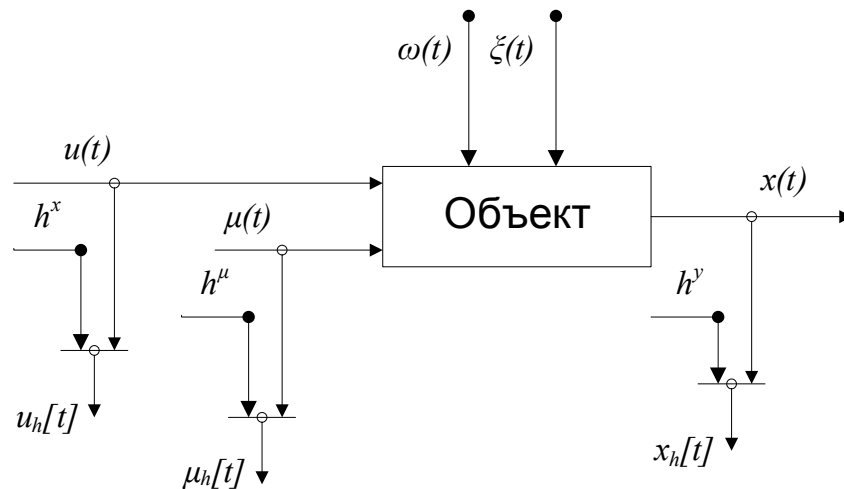 ω(t) ξ(t)
u(t)
x(t)
Объект
h^x
μ(t)
h^μ
h^y
u_h[t]
μ_h[t]
x_h[t]